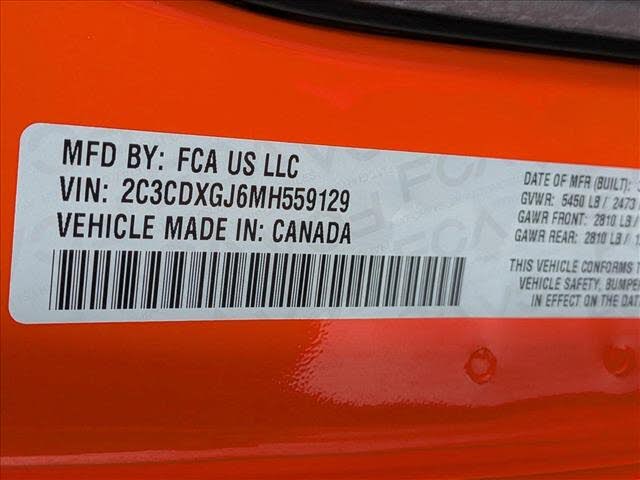 MFD BY: FCA US LLC
VIN: 2C3CDXGJ6MH559129
VEHICLE MADE IN: CANADA
DATE OF MFR (BUILT):
GVWR: 5450 LB / 2473
GAWR FRONT: 2810 LB /
GAWR REAR: 2810 LB /
THIS VEHICLE CONFORMS
VEHICLE SAFETY, BUMPER
IN EFFECT ON THE